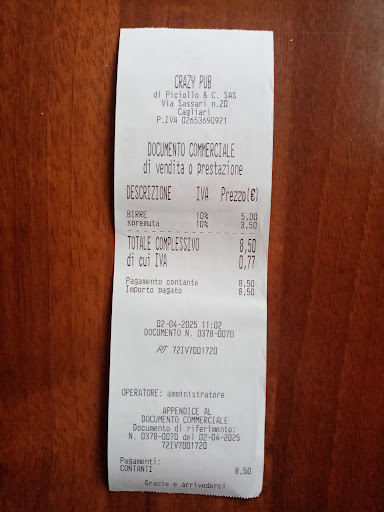 CRAZY PUB
di Piciollo & C. SAS
Via Sassari n.20
Cagliari
P.IVA 02653690921
DOCUMENTO COMMERCIALE
di vendita o prestazione
DESCRIZIONE IVA Prezzo(€)
BIRRE 10% 5,00
spremuta 10% 3,50
TOTALE COMPLESSIVO 8,50
di cui IVA 0,77
Pagamento contante 8,50
Importo pagato 8,50
02-04-2025 11:02
DOCUMENTO N. 0378-0070
RT 72IV7001720
OPERATORE: amministratore
APPENDICE AL
DOCUMENTO COMMERCIALE
Documento di riferimento:
N. 0378-0070 del 02-04-2025
72IV7001720
Pagamenti:
CONTANTI 8,50
Grazie e arrivederci